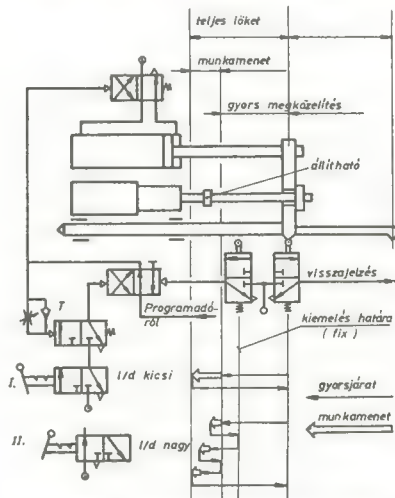 teljes löket
munkamenet
gyors megközelítés
állítható
visszajelzés
Programadó-
ról
kiemelés határa
( fix )
T
I.
l/d kicsi
gyorsjárat
munkamenet
II.
l/d nagy